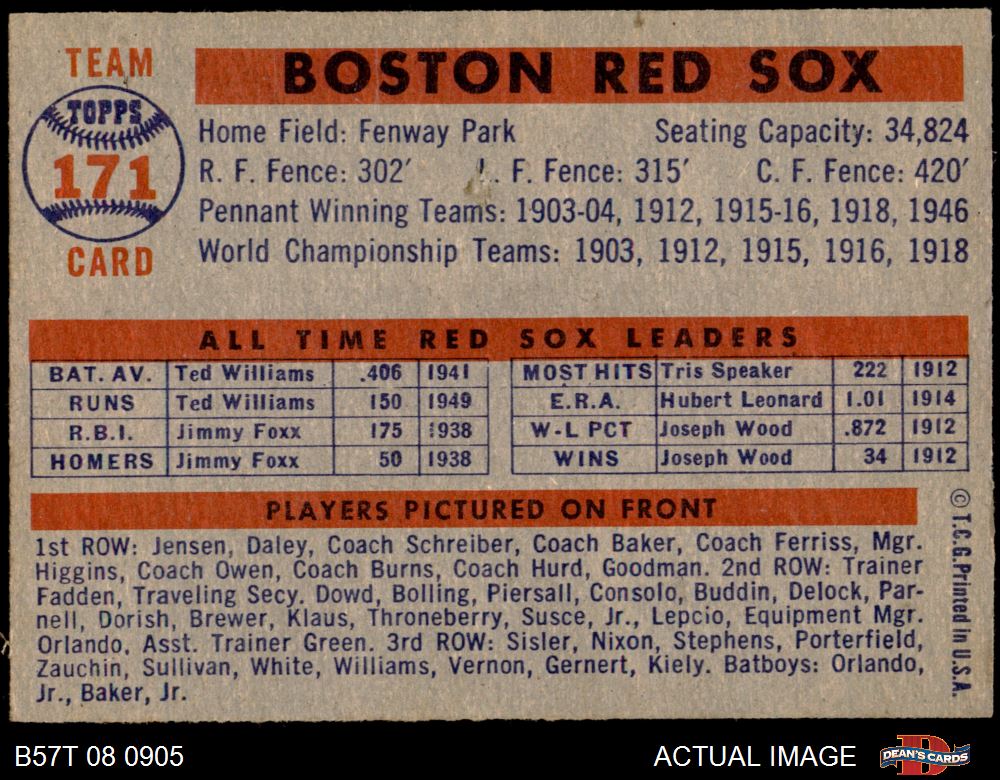 TEAM
TOPPS
171
CARD
BOSTON RED SOX
Home Field: Fenway Park Seating Capacity: 34,824
R. F. Fence: 302′ L. F. Fence: 315′ C. F. Fence: 420′
Pennant Winning Teams: 1903-04, 1912, 1915-16, 1918, 1946
World Championship Teams: 1903, 1912, 1915, 1916, 1918
ALL TIME RED SOX LEADERS
BAT. AV. Ted Williams .406 1941 MOST HITS Tris Speaker 222 1912
RUNS Ted Williams 150 1949 E.R.A. Hubert Leonard 1.01 1914
R.B.I. Jimmy Foxx 175 1938 W-L PCT Joseph Wood .872 1912
HOMERS Jimmy Foxx 50 1938 WINS Joseph Wood 34 1912
PLAYERS PICTURED ON FRONT
1st ROW: Jensen, Daley, Coach Schreiber, Coach Baker, Coach Ferriss, Mgr.
Higgins, Coach Owen, Coach Burns, Coach Hurd, Goodman. 2nd ROW: Trainer
Fadden, Traveling Secy. Dowd, Bolling, Piersall, Consolo, Buddin, Delock, Par-
nell, Dorish, Brewer, Klaus, Throneberry, Susce, Jr., Lepcio, Equipment Mgr.
Orlando, Asst. Trainer Green. 3rd ROW: Sisler, Nixon, Stephens, Porterfield,
Zauchin, Sullivan, White, Williams, Vernon, Gernert, Kiely. Batboys: Orlando,
Jr., Baker, Jr.
© T.C.G. Printed in U.S.A.
B57T 08 0905 ACTUAL IMAGE DEAN'S CARDS